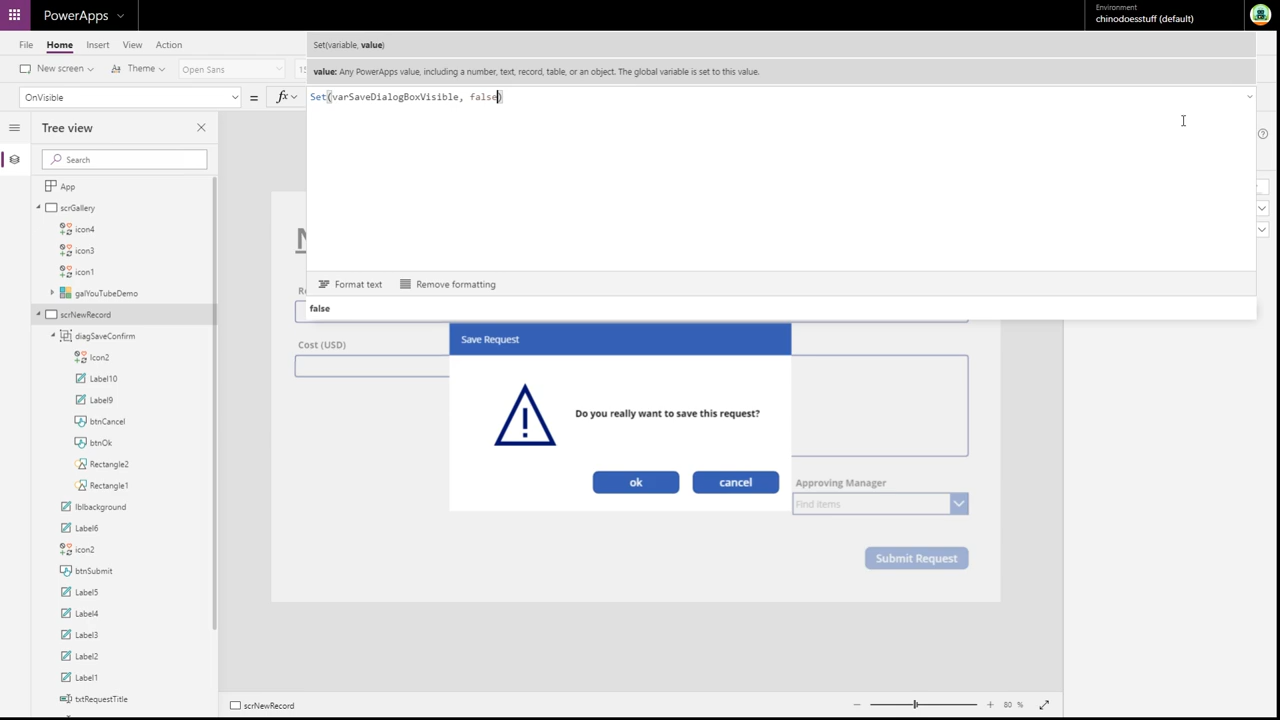 PowerApps
Environment
chinodoesstuff (default)
File Home Insert View Action
New screen Theme Open Sans 15
Set(variable, value)
value: Any PowerApps value, including a number, text, record, table, or an object. The global variable is set to this value.
OnVisible = fx Set(varSaveDialogBoxVisible, false)
Tree view
Search
App
scrGallery
icon4
icon3
icon1
galYouTubeDemo
scrNewRecord
diagSaveConfirm
Icon2
Label10
Label9
btnCancel
btnOk
Rectangle2
Rectangle1
lblbackground
Label6
icon2
btnSubmit
Label5
Label4
Label3
Label2
Label1
txtRequestTitle
Format text Remove formatting
false
Cost (USD)
Save Request
Do you really want to save this request?
ok cancel
Approving Manager
Find items
Submit Request
scrNewRecord
80 %